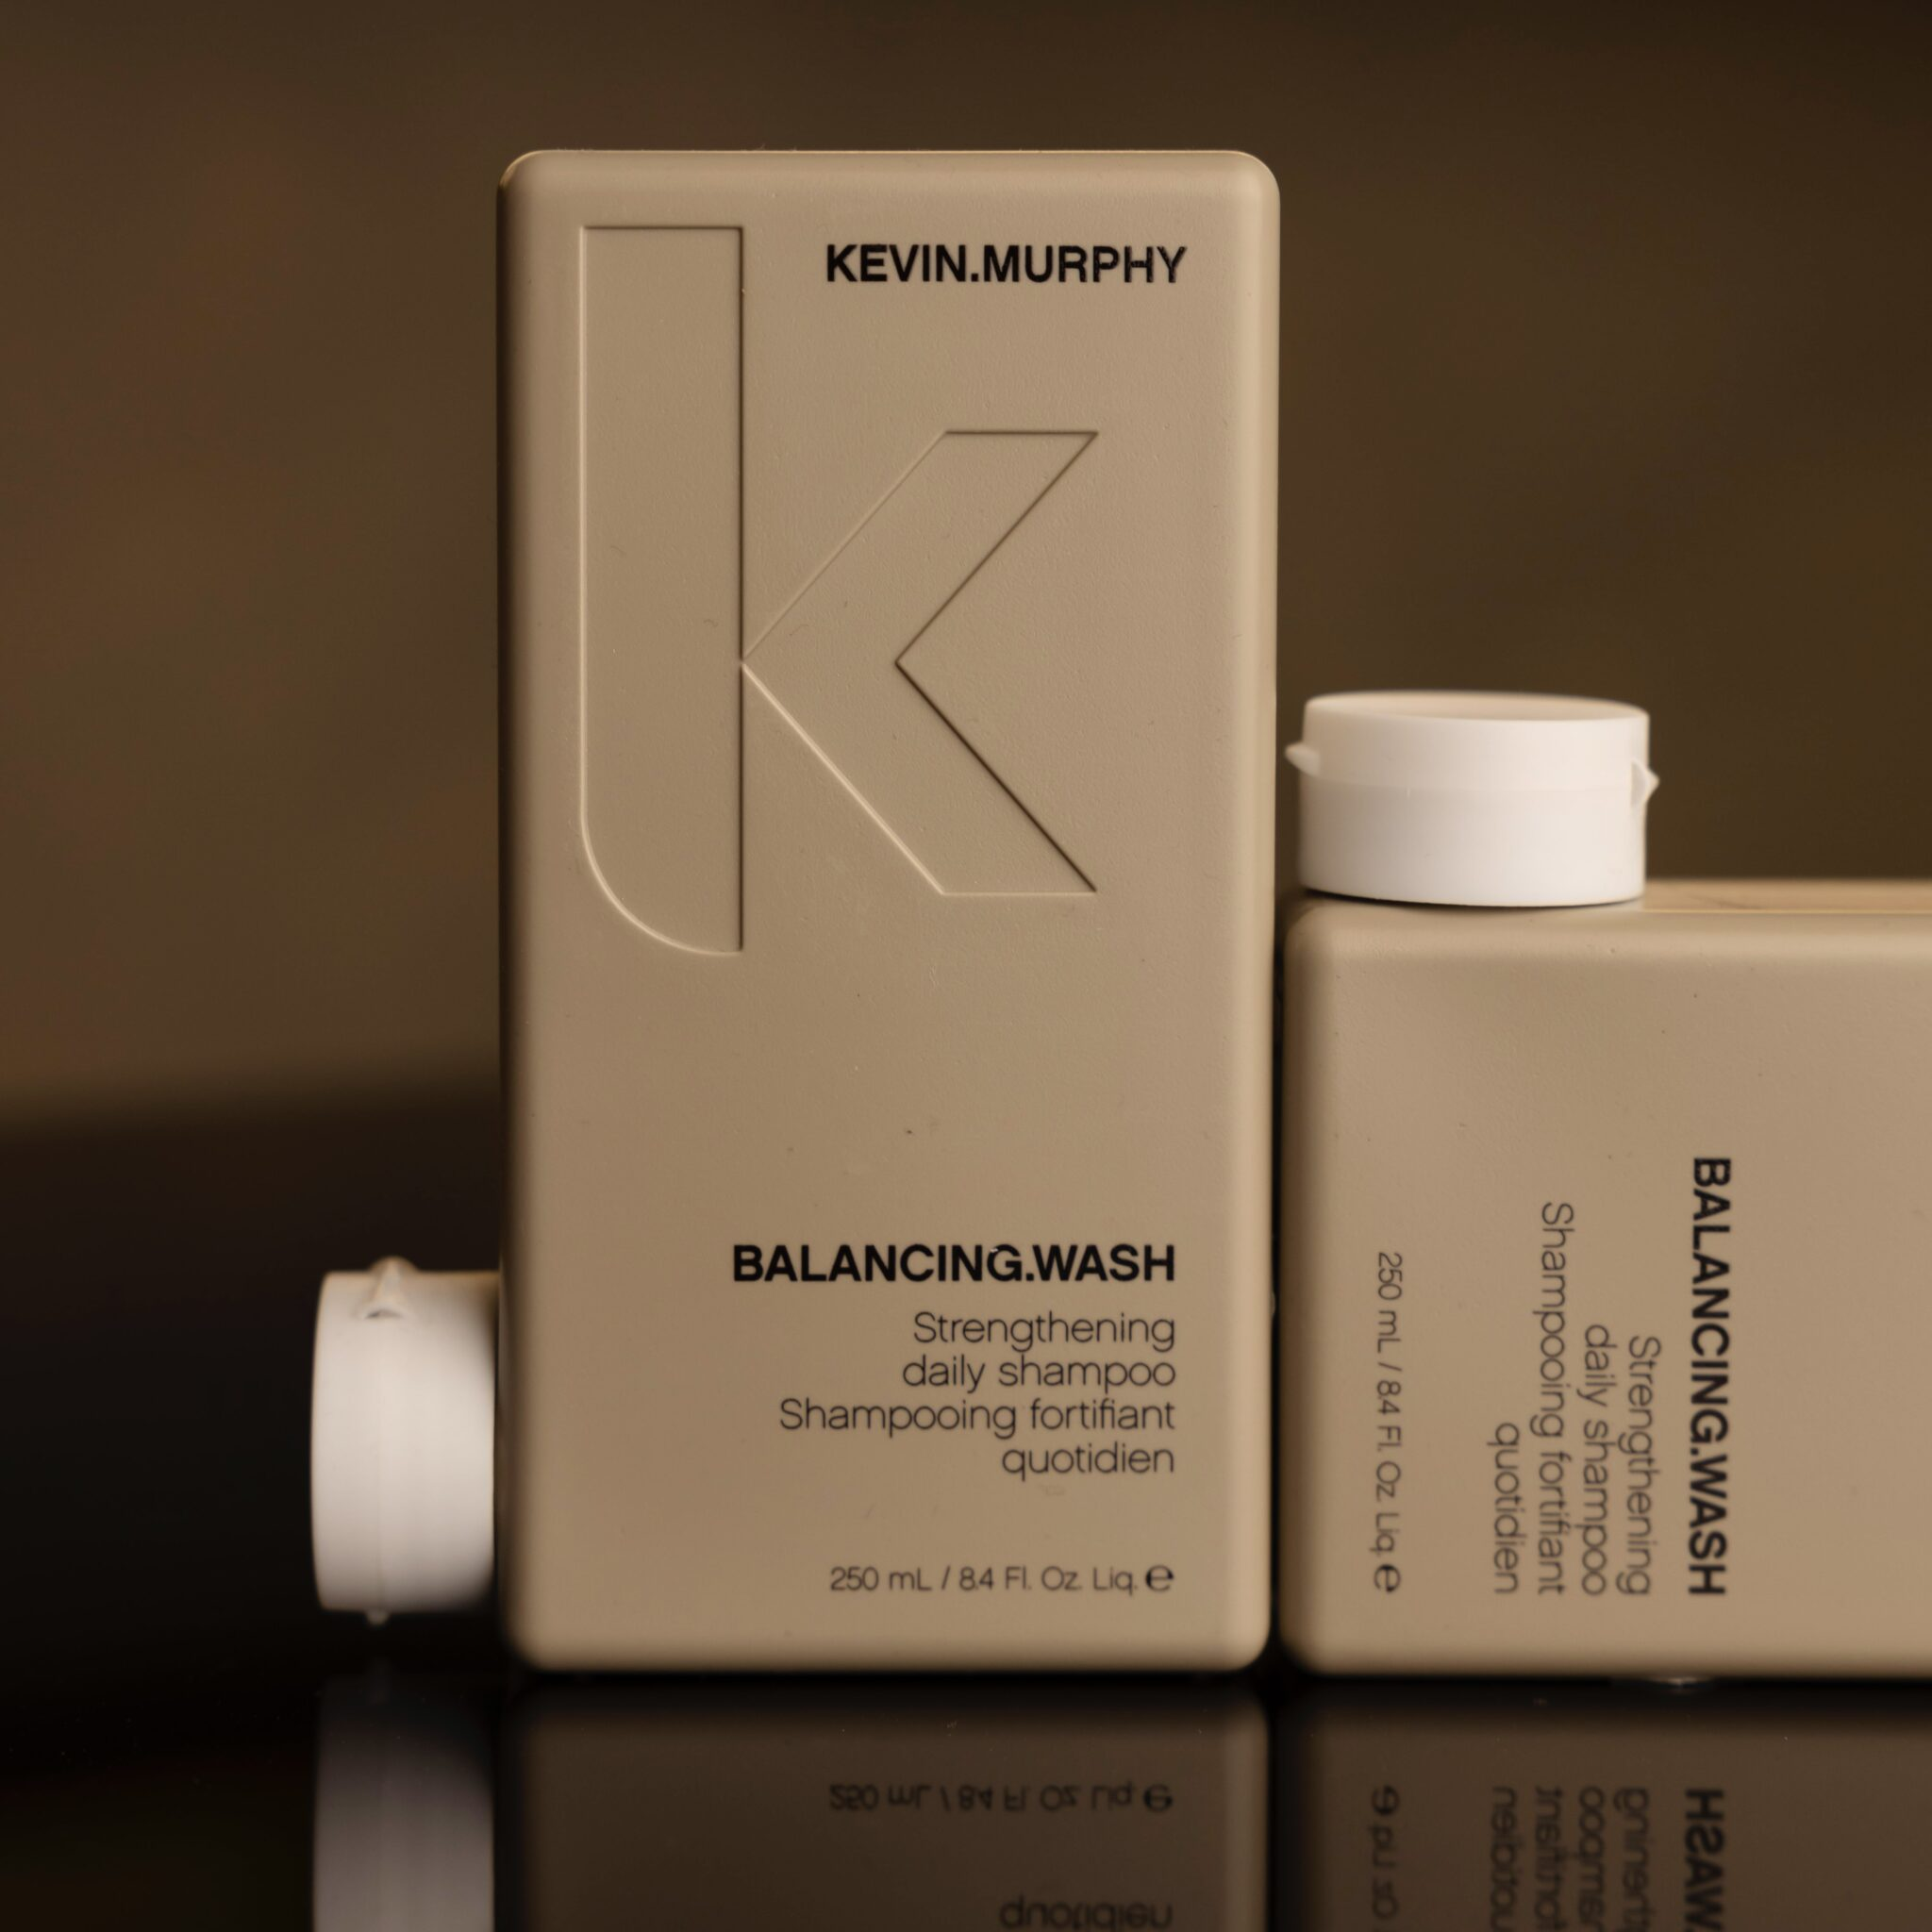 KEVIN.MURPHY
K
BALANCING.WASH
Strengthening
daily shampoo
Shampooing fortifiant
quotidien
250 mL / 8.4 Fl. Oz. Liq. e
BALANCING.WASH
Strengthening
daily shampoo
Shampooing fortifiant
quotidien
250 mL / 8.4 Fl. Oz. Liq. e